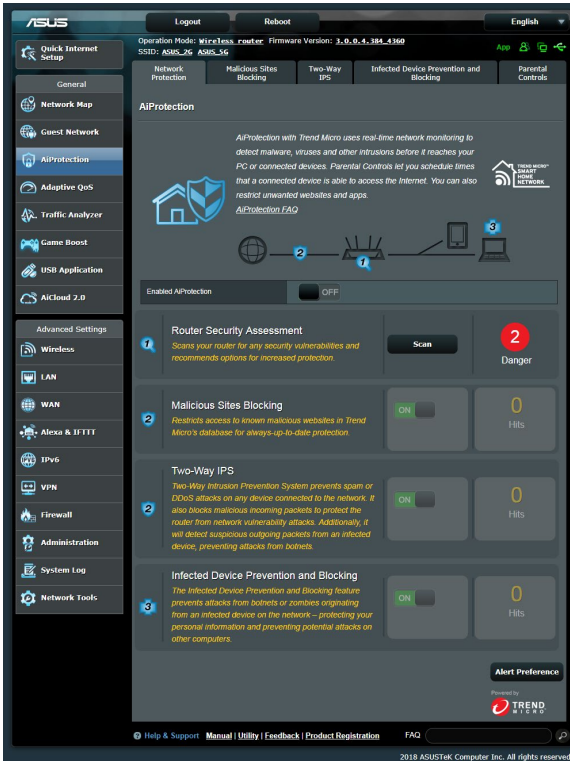 ASUS
Logout
Reboot
English
Quick Internet
Setup
Operation Mode: Wireless router Firmware Version: 3.0.0.4.384_4360
SSID: ASUS_2G ASUS_5G
App
General
Network Map
Guest Network
AiProtection
Adaptive QoS
Traffic Analyzer
Game Boost
USB Application
AiCloud 2.0
Advanced Settings
Wireless
LAN
WAN
Alexa & IFTTT
IPv6
VPN
Firewall
Administration
System Log
Network Tools
Network
Protection
Malicious Sites
Blocking
Two-Way
IPS
Infected Device Prevention and
Blocking
Parental
Controls
AiProtection
AiProtection with Trend Micro uses real-time network monitoring to
detect malware, viruses and other intrusions before it reaches your
PC or connected devices. Parental Controls let you schedule times
that a connected device is able to access the Internet. You can also
restrict unwanted websites and apps.
AiProtection FAQ
TREND MICRO™
SMART
HOME
NETWORK
2
1
3
Enabled AiProtection
OFF
1
Router Security Assessment
Scans your router for any security vulnerabilities and
recommends options for increased protection.
Scan
2
Danger
2
Malicious Sites Blocking
Restricts access to known malicious websites in Trend
Micro's database for always-up-to-date protection.
ON
0
Hits
2
Two-Way IPS
Two-Way Intrusion Prevention System prevents spam or
DDoS attacks on any device connected to the network. It
also blocks malicious incoming packets to protect the
router from network vulnerability attacks. Additionally, it
will detect suspicious outgoing packets from an infected
device, preventing attacks from botnets.
ON
0
Hits
3
Infected Device Prevention and Blocking
The Infected Device Prevention and Blocking feature
prevents attacks from botnets or zombies originating
from an infected device on the network – protecting your
personal information and preventing potential attacks on
other computers.
ON
0
Hits
Alert Preference
Powered by
TREND
MICRO
Help & Support Manual | Utility | Feedback | Product Registration
FAQ
2018 ASUSTeK Computer Inc. All rights reserved